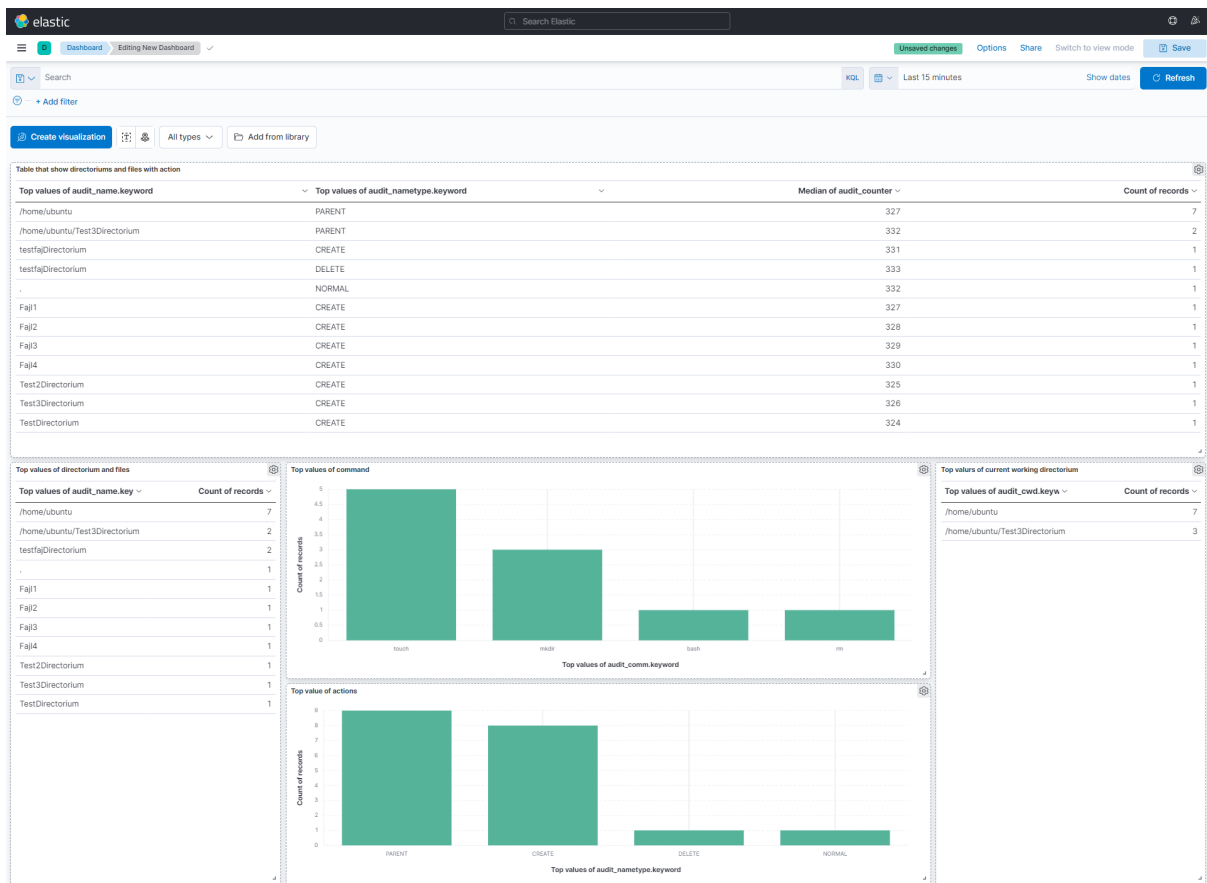 elastic
Search Elastic
D Dashboard Editing New Dashboard Unsaved changes Options Share Switch to view mode Save
Search KQL Last 15 minutes Show dates Refresh
+ Add filter
Create visualization All types Add from library
Table that show directoriums and files with action
Top values of audit_name.keyword Top values of audit_nametype.keyword Median of audit_counter Count of records
/home/ubuntu PARENT 327 7
/home/ubuntu/Test3Directorium PARENT 332 2
testfajDirectorium CREATE 331 1
testfajDirectorium DELETE 333 1
. NORMAL 332 1
Fajl1 CREATE 327 1
Fajl2 CREATE 328 1
Fajl3 CREATE 329 1
Fajl4 CREATE 330 1
Test2Directorium CREATE 325 1
Test3Directorium CREATE 326 1
TestDirectorium CREATE 324 1
Top values of directorium and files
Top values of audit_name.key Count of records
/home/ubuntu 7
/home/ubuntu/Test3Directorium 2
testfajDirectorium 2
. 1
Fajl1 1
Fajl2 1
Fajl3 1
Fajl4 1
Test2Directorium 1
Test3Directorium 1
TestDirectorium 1
Top values of command
Count of records
5
4.5
4
3.5
3
2.5
2
1.5
1
0.5
0
touch mkdir bash rm
Top values of audit_comm.keyword
Top value of actions
Count of records
9
8
7
6
5
4
3
2
1
0
PARENT CREATE DELETE NORMAL
Top values of audit_nametype.keyword
Top valurs of current working directorium
Top values of audit_cwd.keyw Count of records
/home/ubuntu 7
/home/ubuntu/Test3Directorium 3